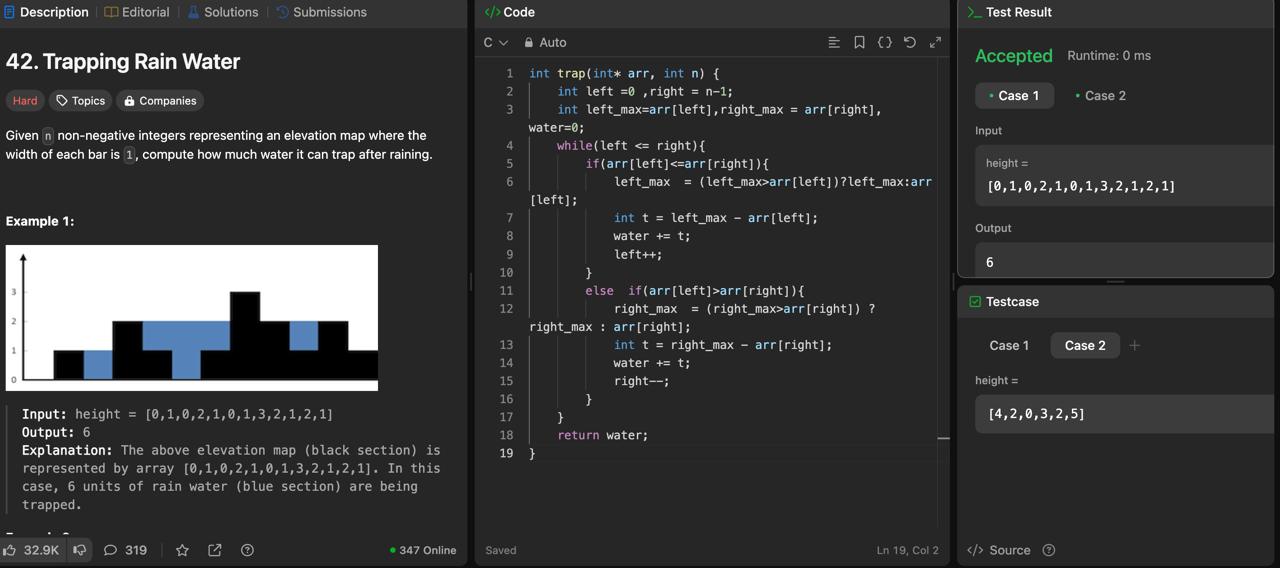 Description | Editorial | Solutions | Submissions
42. Trapping Rain Water
Hard Topics Companies
Given n non-negative integers representing an elevation map where the
width of each bar is 1, compute how much water it can trap after raining.
Example 1:
3
2
1
0
Input: height = [0,1,0,2,1,0,1,3,2,1,2,1]
Output: 6
Explanation: The above elevation map (black section) is
represented by array [0,1,0,2,1,0,1,3,2,1,2,1]. In this
case, 6 units of rain water (blue section) are being
trapped.
32.9K 319 347 Online
</> Code
C Auto
1 int trap(int* arr, int n) {
2 int left =0 ,right = n-1;
3 int left_max=arr[left],right_max = arr[right],
water=0;
4 while(left <= right){
5 if(arr[left]<=arr[right]){
6 left_max  = (left_max>arr[left])?left_max:arr
[left];
7 int t = left_max - arr[left];
8 water += t;
9 left++;
10 }
11 else  if(arr[left]>arr[right]){
12 right_max  = (right_max>arr[right]) ?
right_max : arr[right];
13 int t = right_max - arr[right];
14 water += t;
15 right--;
16 }
17 }
18 return water;
19 }
Saved Ln 19, Col 2
>_ Test Result
Accepted Runtime: 0 ms
• Case 1 • Case 2
Input
height =
[0,1,0,2,1,0,1,3,2,1,2,1]
Output
6
Testcase
Case 1 Case 2 +
height =
[4,2,0,3,2,5]
</> Source ?